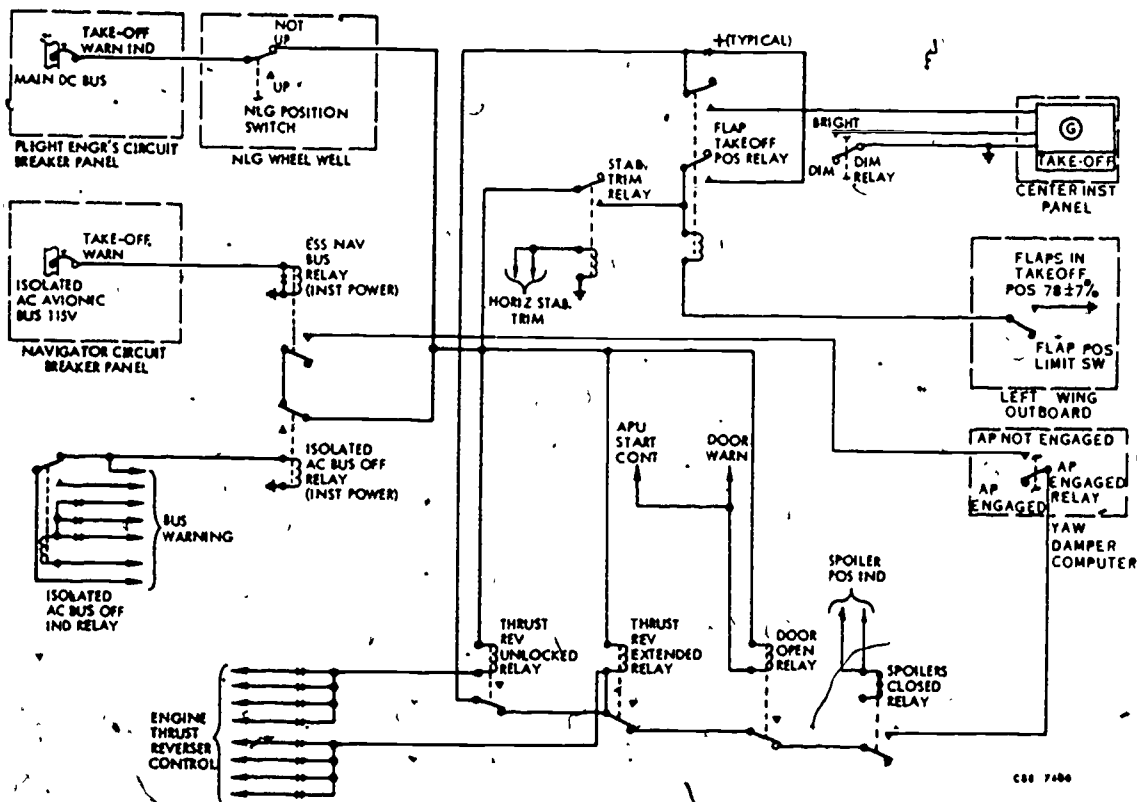 TAKE-OFF
WARN IND
MAIN DC BUS
FLIGHT ENGR'S CIRCUIT
BREAKER PANEL
NOT
UP
UP
NLG POSITION
SWITCH
NLG WHEEL WELL
TAKE-OFF
WARN
ISOLATED
AC AVIONIC
BUS 115V
NAVIGATOR CIRCUIT
BREAKER PANEL
ESS NAV
BUS
RELAY
(INST POWER)
ISOLATED
AC BUS OFF
RELAY
(INST POWER)
BUS
WARNING
ISOLATED
AC BUS OFF
IND RELAY
+(TYPICAL)
FLAP
TAKEOFF
POS RELAY
STAB.
TRIM
RELAY
HORIZ STAB.
TRIM
BRIGHT
DIM
DIM
RELAY
G
TAKE-OFF
CENTER INST
PANEL
FLAPS IN
TAKEOFF
POS 78±7%
FLAP POS
LIMIT SW
LEFT WING
OUTBOARD
AP NOT ENGAGED
AP
ENGAGED
AP
ENGAGED
RELAY
YAW
DAMPER
COMPUTER
APU
START
CONT
DOOR
WARN
SPOILER
POS IND
THRUST
REV
UNLOCKED
RELAY
THRUST
REV
EXTENDED
RELAY
DOOR
OPEN
RELAY
SPOILERS
CLOSED
RELAY
ENGINE
THRUST
REVERSER
CONTROL